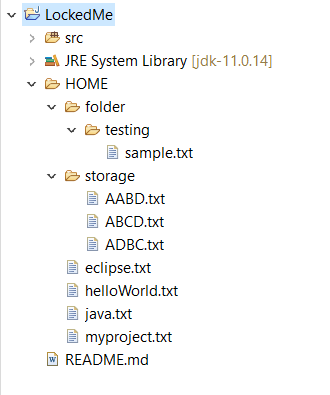 LockedMe
src
JRE System Library [jdk-11.0.14]
HOME
folder
testing
sample.txt
storage
AABD.txt
ABCD.txt
ADBC.txt
eclipse.txt
helloWorld.txt
java.txt
myproject.txt
README.md